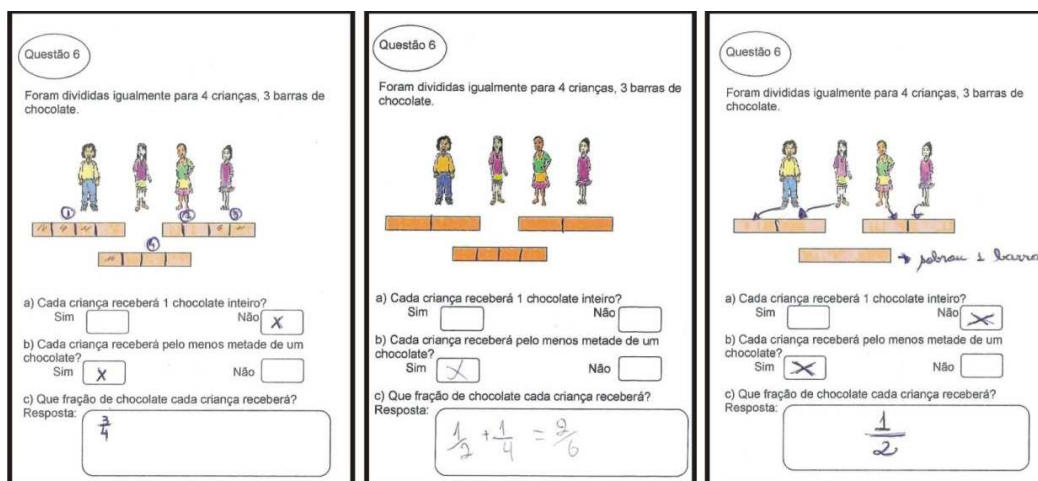 Questão 6
Foram divididas igualmente para 4 crianças, 3 barras de
chocolate.
1
2
3
4
a) Cada criança receberá 1 chocolate inteiro?
Sim
Não X
b) Cada criança receberá pelo menos metade de um
chocolate?
Sim X
Não
c) Que fração de chocolate cada criança receberá?
Resposta:
3/4
Questão 6
Foram divididas igualmente para 4 crianças, 3 barras de
chocolate.
a) Cada criança receberá 1 chocolate inteiro?
Sim
Não
b) Cada criança receberá pelo menos metade de um
chocolate?
Sim X
Não
c) Que fração de chocolate cada criança receberá?
Resposta:
1/2 + 1/4 = 2/6
Questão 6
Foram divididas igualmente para 4 crianças, 3 barras de
chocolate.
sobrou 1 barra
a) Cada criança receberá 1 chocolate inteiro?
Sim
Não X
b) Cada criança receberá pelo menos metade de um
chocolate?
Sim X
Não
c) Que fração de chocolate cada criança receberá?
Resposta:
1/2